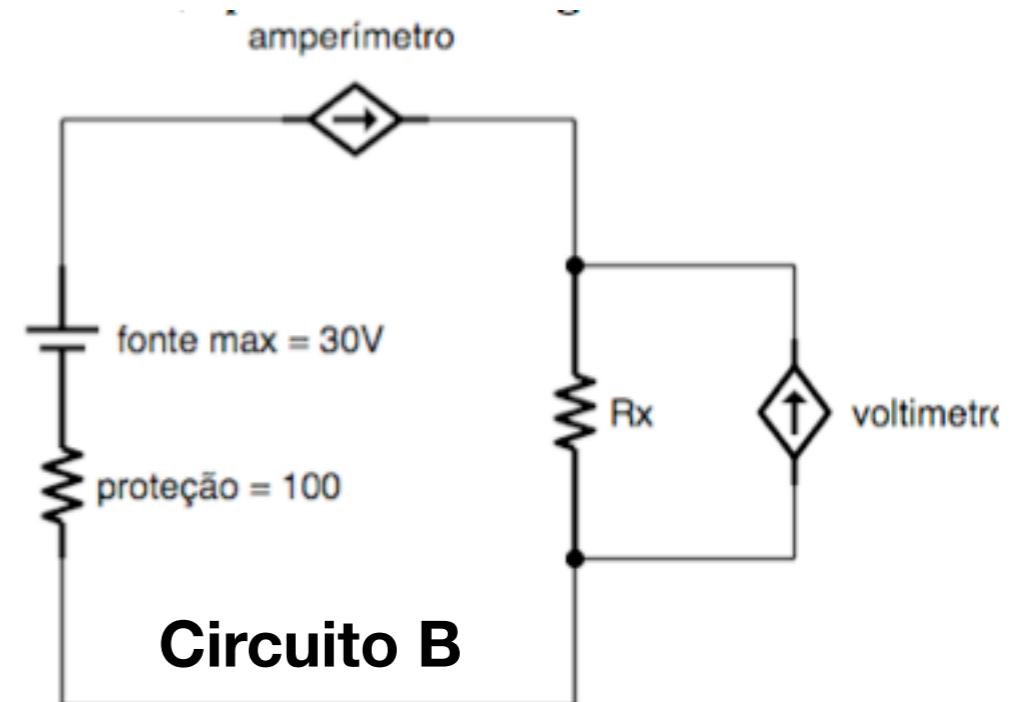 amperímetro
fonte max = 30V
Rx
proteção = 100
Circuito B